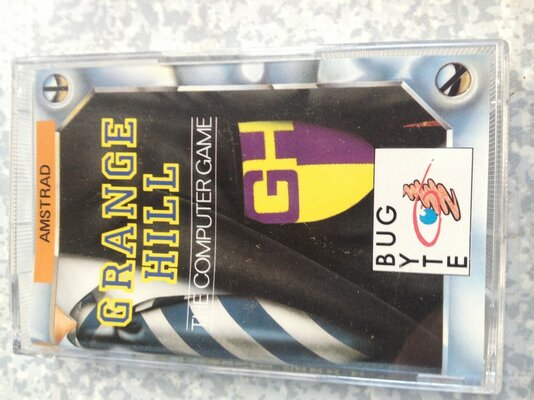 AMSTRAD
GRANGE
HILL
THE COMPUTER GAME
GH
BUG
BYTE